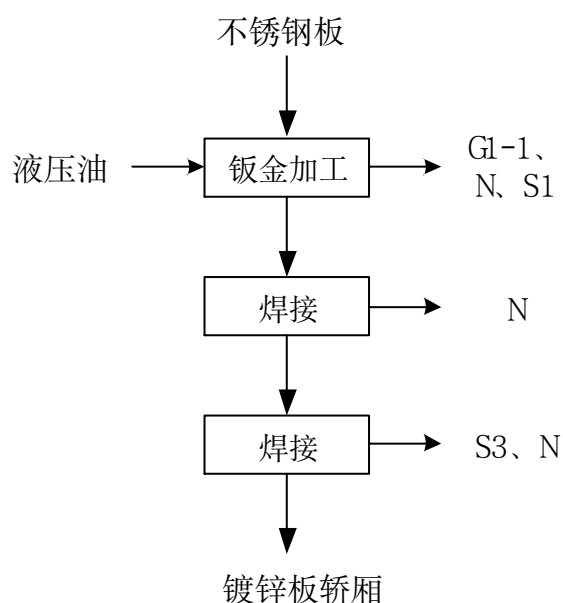 不锈钢板
液压油
钣金加工
G1-1、
N、S1
焊接
N
焊接
S3、N
镀锌板轿厢